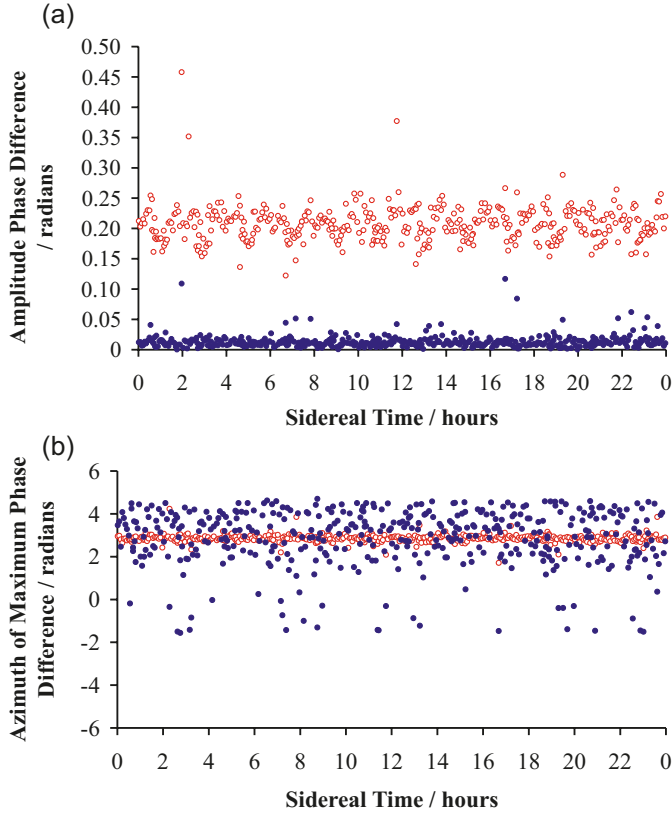 (a)
Amplitude Phase Difference
/ radians
0.50
0.45
0.40
0.35
0.30
0.25
0.20
0.15
0.10
0.05
0
0 2 4 6 8 10 12 14 16 18 20 22 0
Sidereal Time / hours
(b)
Azimuth of Maximum Phase
Difference / radians
6
4
2
0
-2
-4
-6
0 2 4 6 8 10 12 14 16 18 20 22 0
Sidereal Time / hours